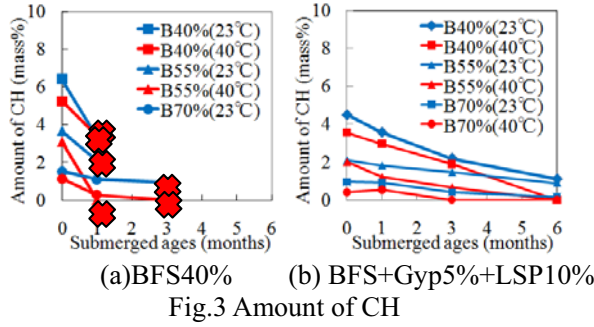 10
8
6
4
2
0
Amount of CH (mass%)
B40%(23℃)
B40%(40℃)
B55%(23℃)
B55%(40℃)
B70%(23℃)
0 1 2 3 4 5 6
Submerged ages (months)
(a)BFS40%
10
8
6
4
2
0
Amount of CH (mass%)
B40%(23℃)
B40%(40℃)
B55%(23℃)
B55%(40℃)
B70%(23℃)
B70%(40℃)
0 1 2 3 4 5 6
Submerged ages (months)
(b) BFS+Gyp5%+LSP10%
Fig.3 Amount of CH